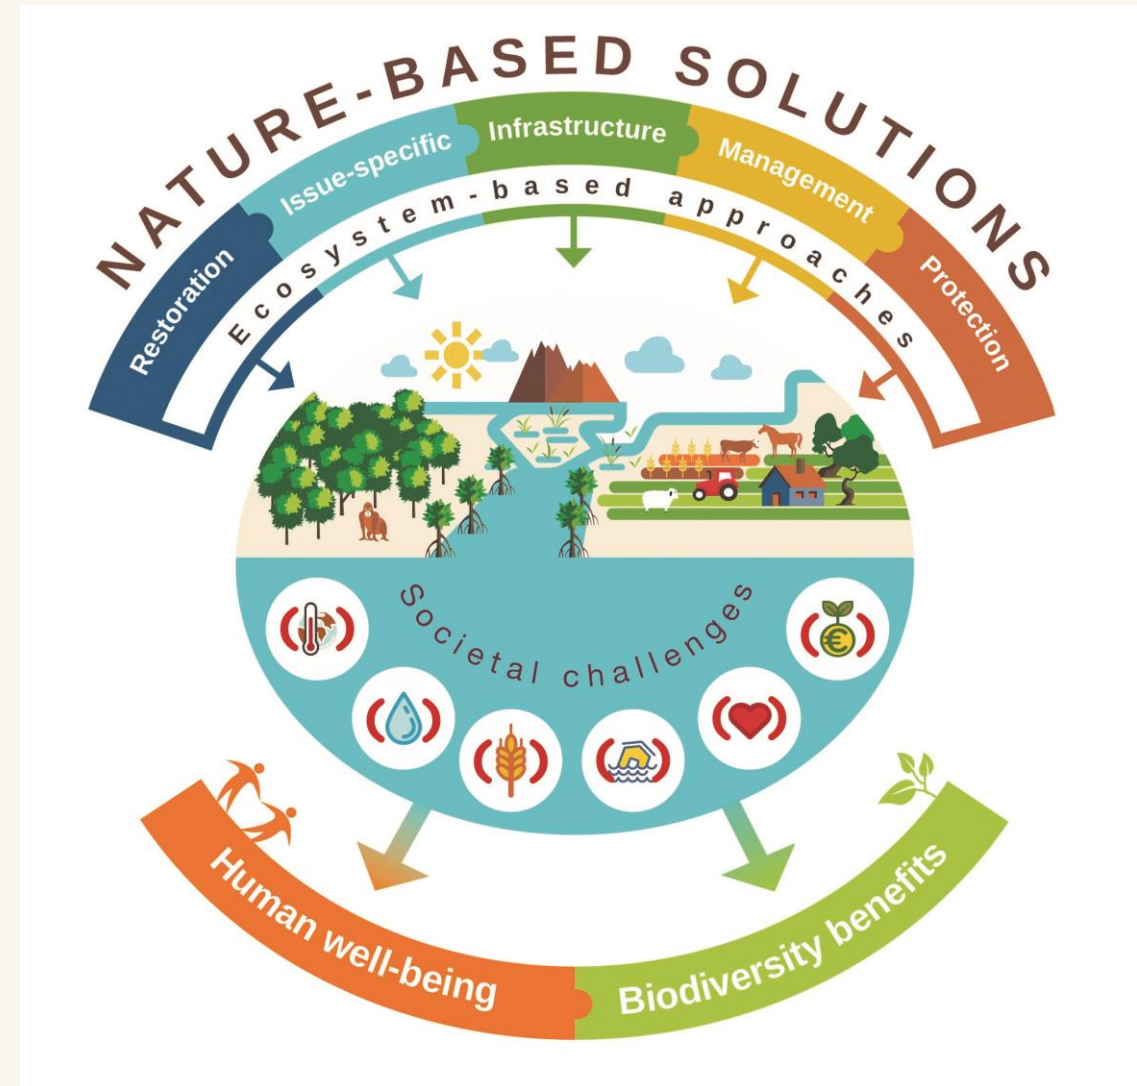 NATURE-BASED SOLUTIONS
Restoration
Issue-specific
Infrastructure
Management
Protection
Ecosystem-based approaches
Societal challenges
€
Human well-being
Biodiversity benefits